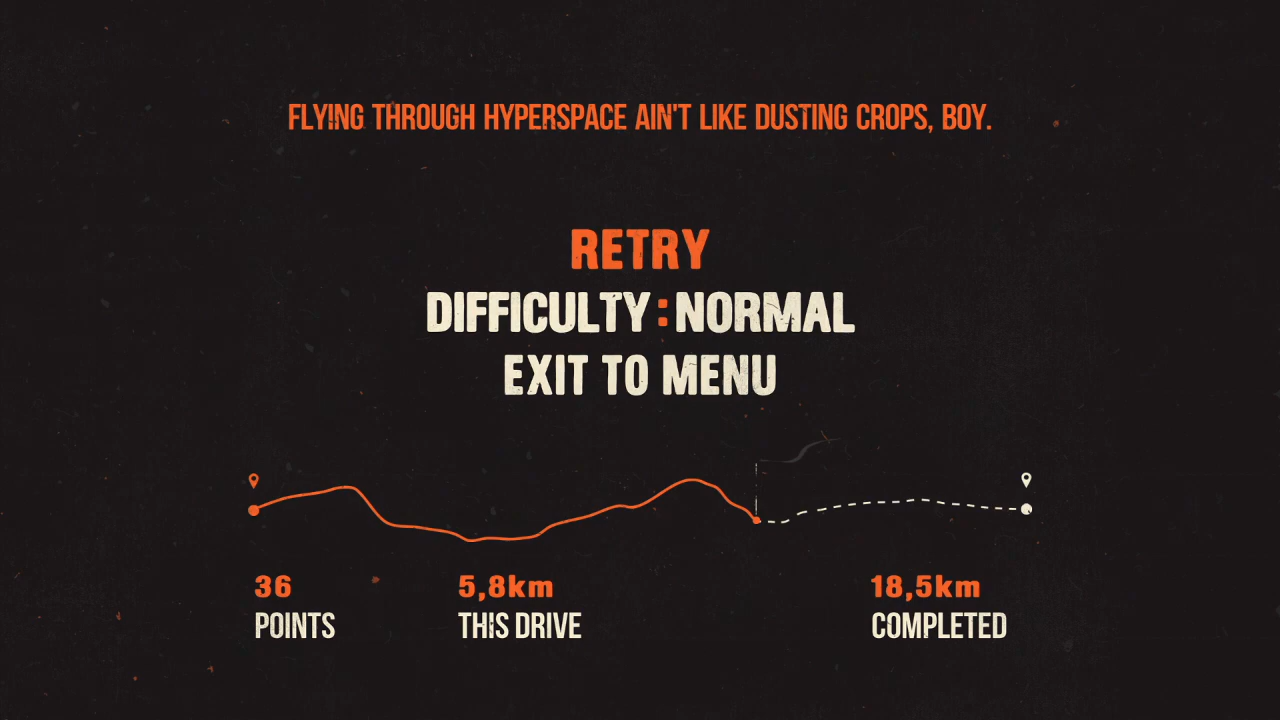 FLYING THROUGH HYPERSPACE AIN'T LIKE DUSTING CROPS, BOY.
RETRY
DIFFICULTY : NORMAL
EXIT TO MENU
36
POINTS
5,8km
THIS DRIVE
18,5km
COMPLETED